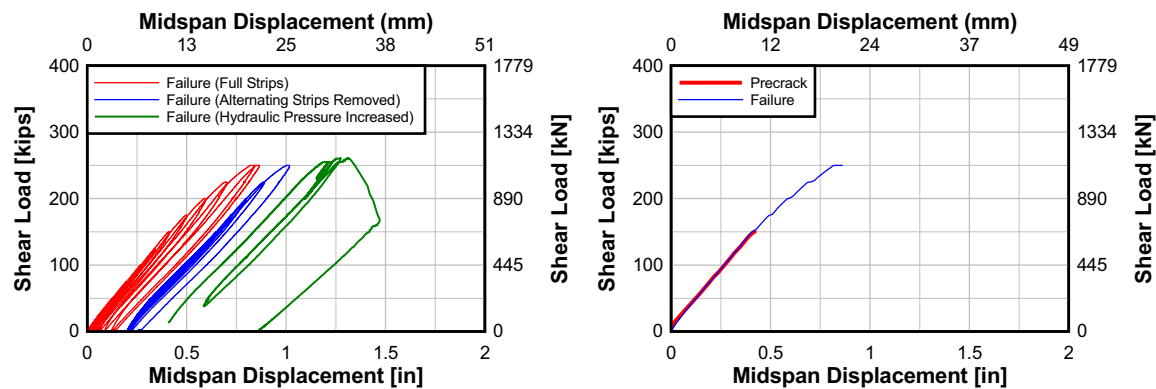 Midspan Displacement (mm)
0 13 25 38 51
400
300
200
100
0
Shear Load [kips]
1779
1334
890
445
0
Shear Load [kN]
Failure (Full Strips)
Failure (Alternating Strips Removed)
Failure (Hydraulic Pressure Increased)
0 0.5 1 1.5 2
Midspan Displacement [in]
Midspan Displacement (mm)
0 12 24 37 49
400
300
200
100
0
Shear Load [kips]
1779
1334
890
445
0
Shear Load [kN]
Precrack
Failure
0 0.5 1 1.5 2
Midspan Displacement [in]